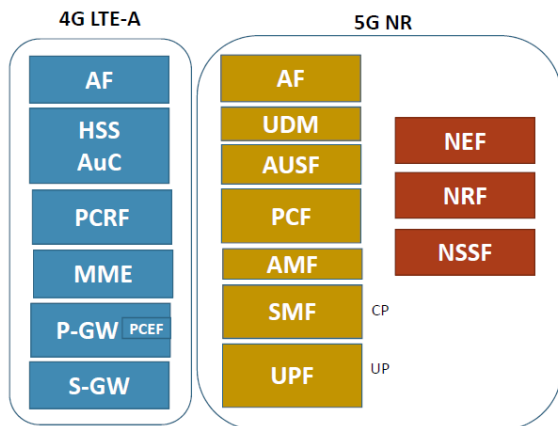 4G LTE-A
5G NR
AF
HSS
AuC
PCRF
MME
P-GW PCEF
S-GW
AF
UDM
AUSF
PCF
AMF
SMF CP
UPF UP
NEF
NRF
NSSF